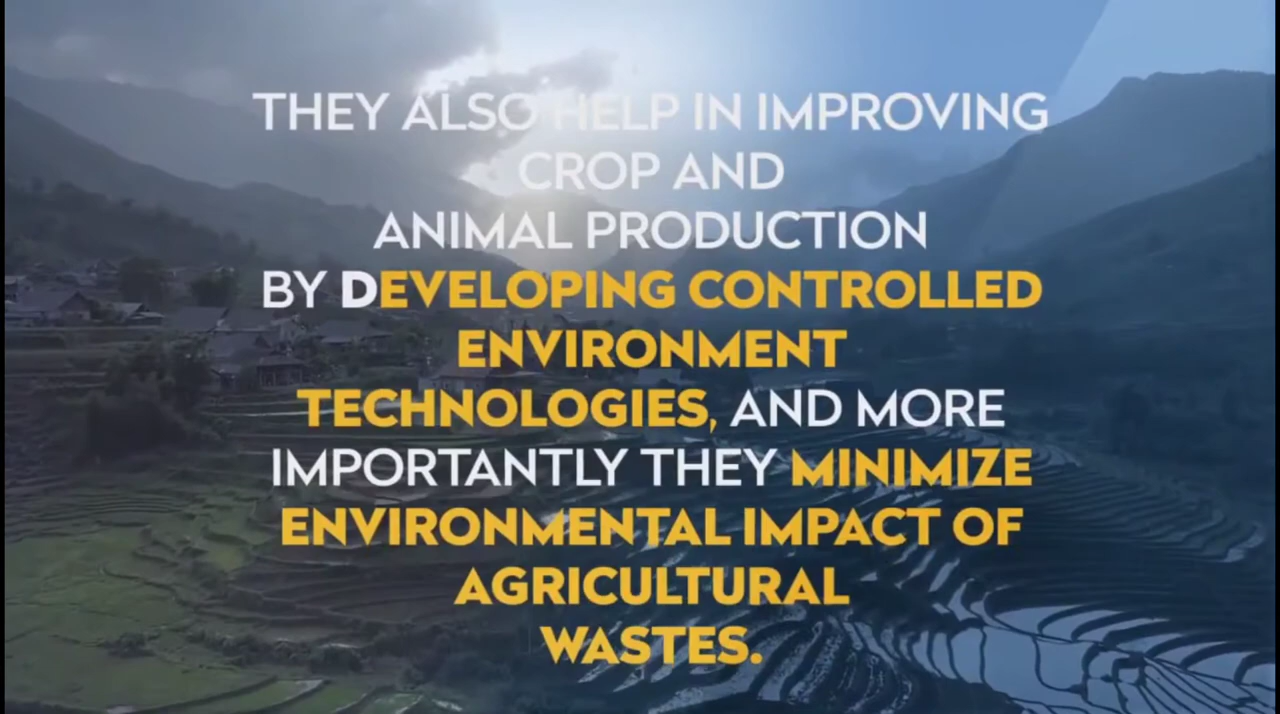 THEY ALSO HELP IN IMPROVING
CROP AND
ANIMAL PRODUCTION
BY DEVELOPING CONTROLLED
ENVIRONMENT
TECHNOLOGIES, AND MORE
IMPORTANTLY THEY MINIMIZE
ENVIRONMENTAL IMPACT OF
AGRICULTURAL
WASTES.